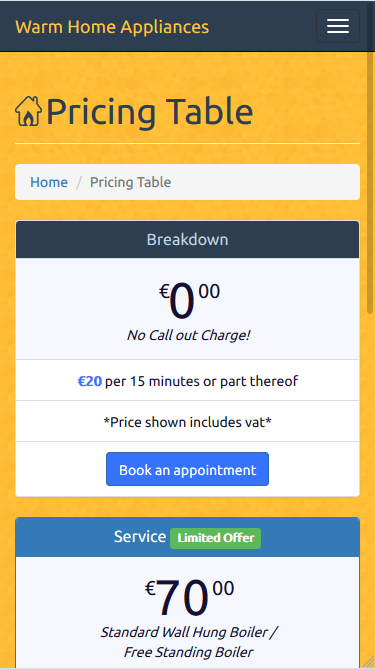 Warm Home Appliances
Pricing Table
Home / Pricing Table
Breakdown
€0 00
No Call out Charge!
€20 per 15 minutes or part thereof
*Price shown includes vat*
Book an appointment
Service Limited Offer
€70 00
Standard Wall Hung Boiler /
Free Standing Boiler